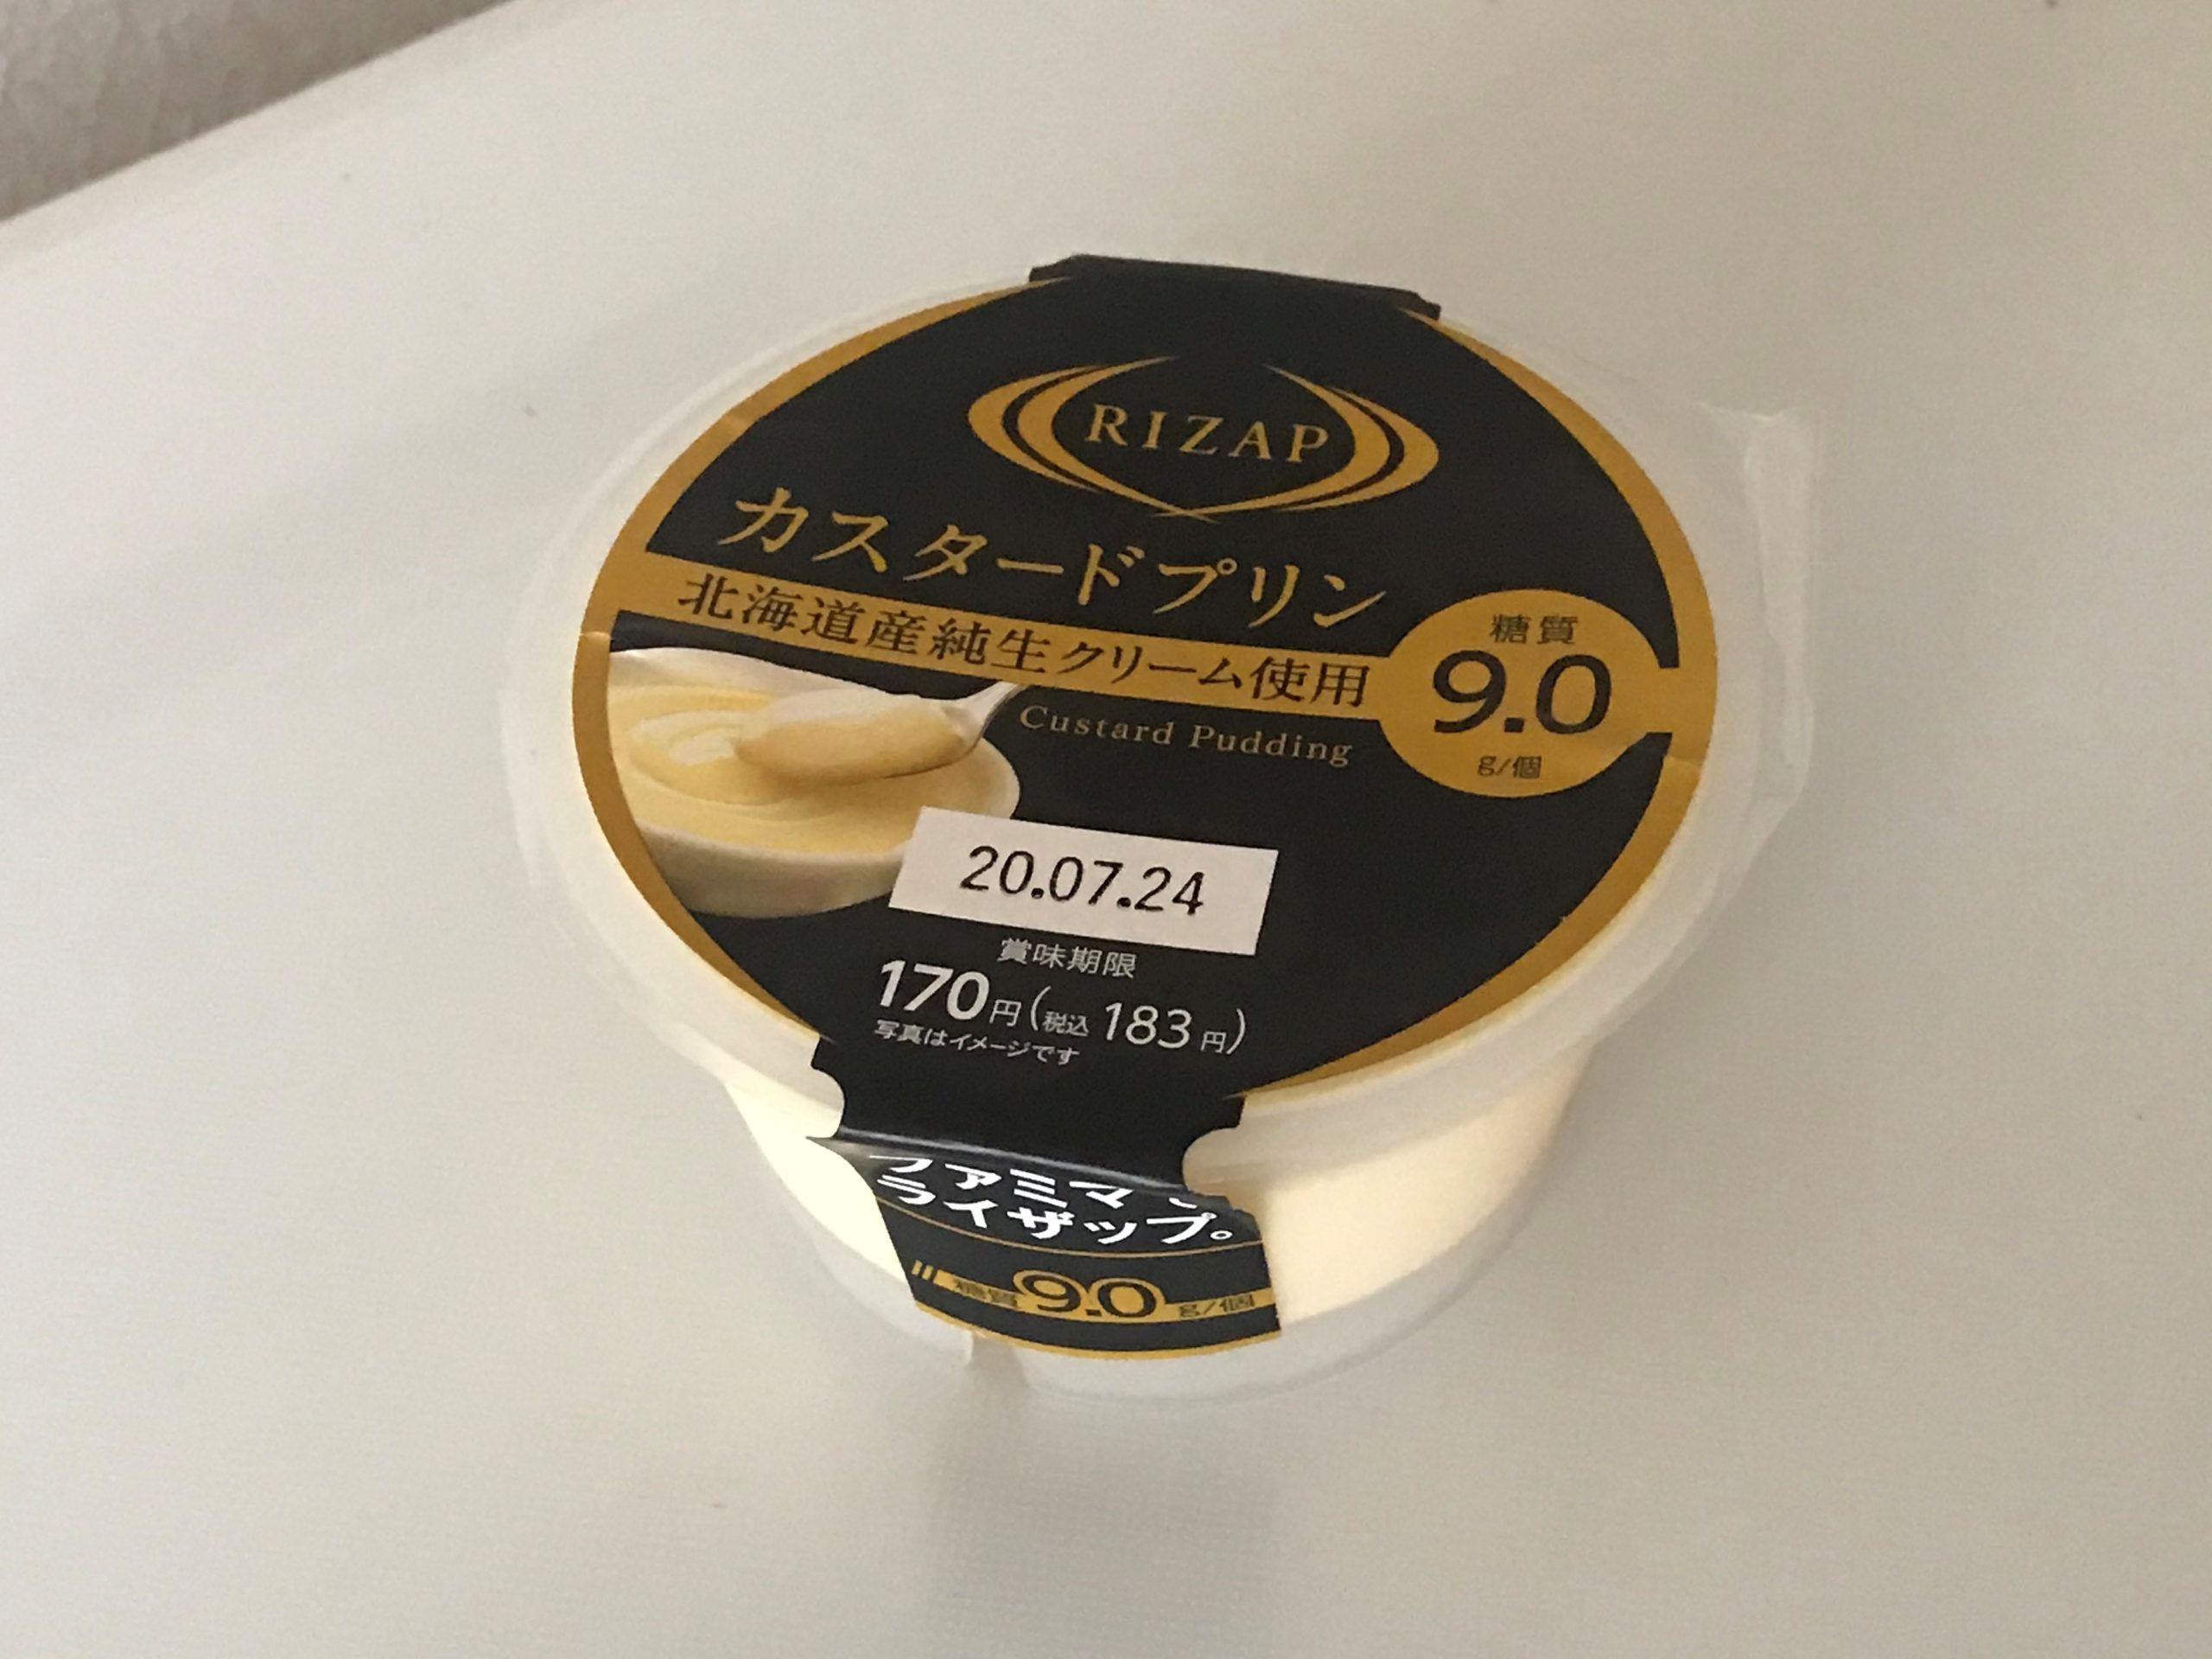 RIZAP
カスタードプリン
北海道産純生クリーム使用
Custard Pudding
糖質
9.0
g/個
20.07.24
賞味期限
170円(税込 183円)
写真はイメージです
ファミマで
ライザップ。
糖質 9.0 g/個